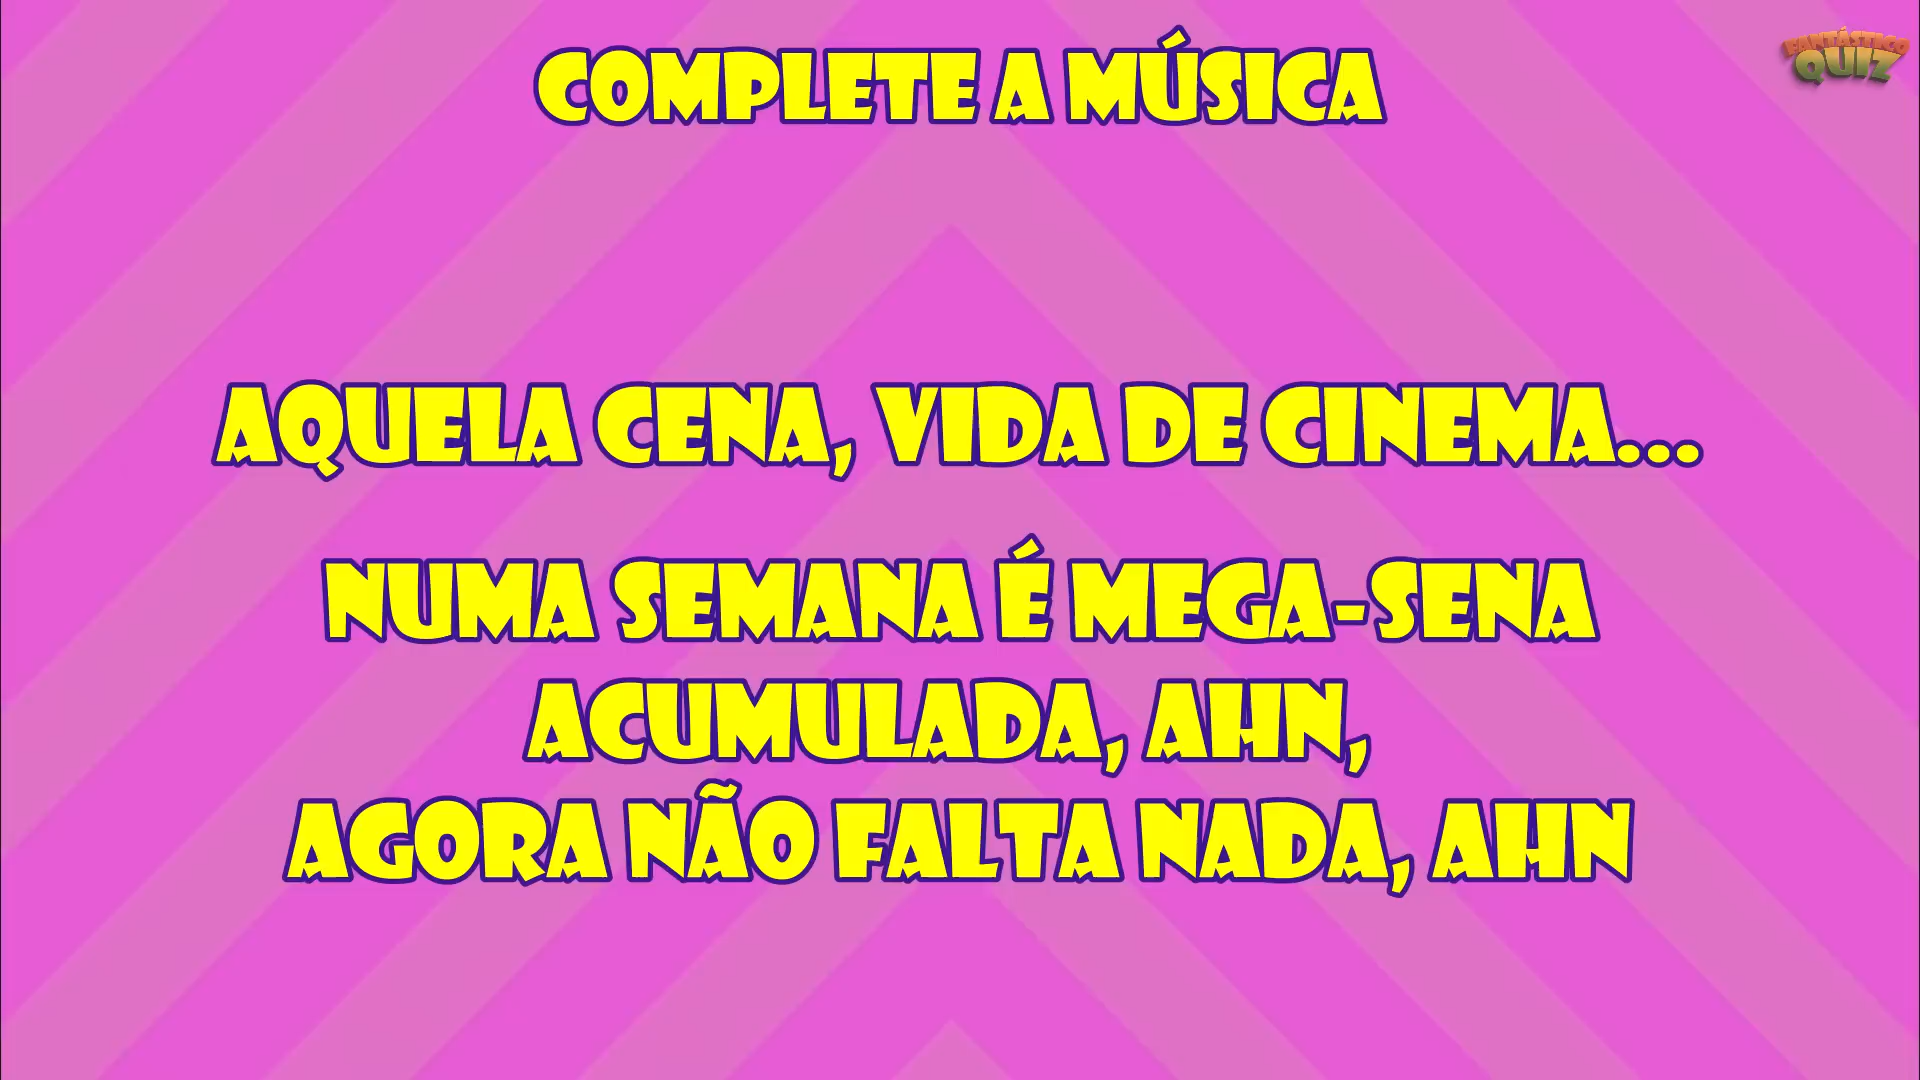 COMPLETE A MÚSICA
FANTÁSTICO
QUIZ
AQUELA CENA, VIDA DE CINEMA...
NUMA SEMANA É MEGA-SENA
ACUMULADA, AHN,
AGORA NÃO FALTA NADA, AHN